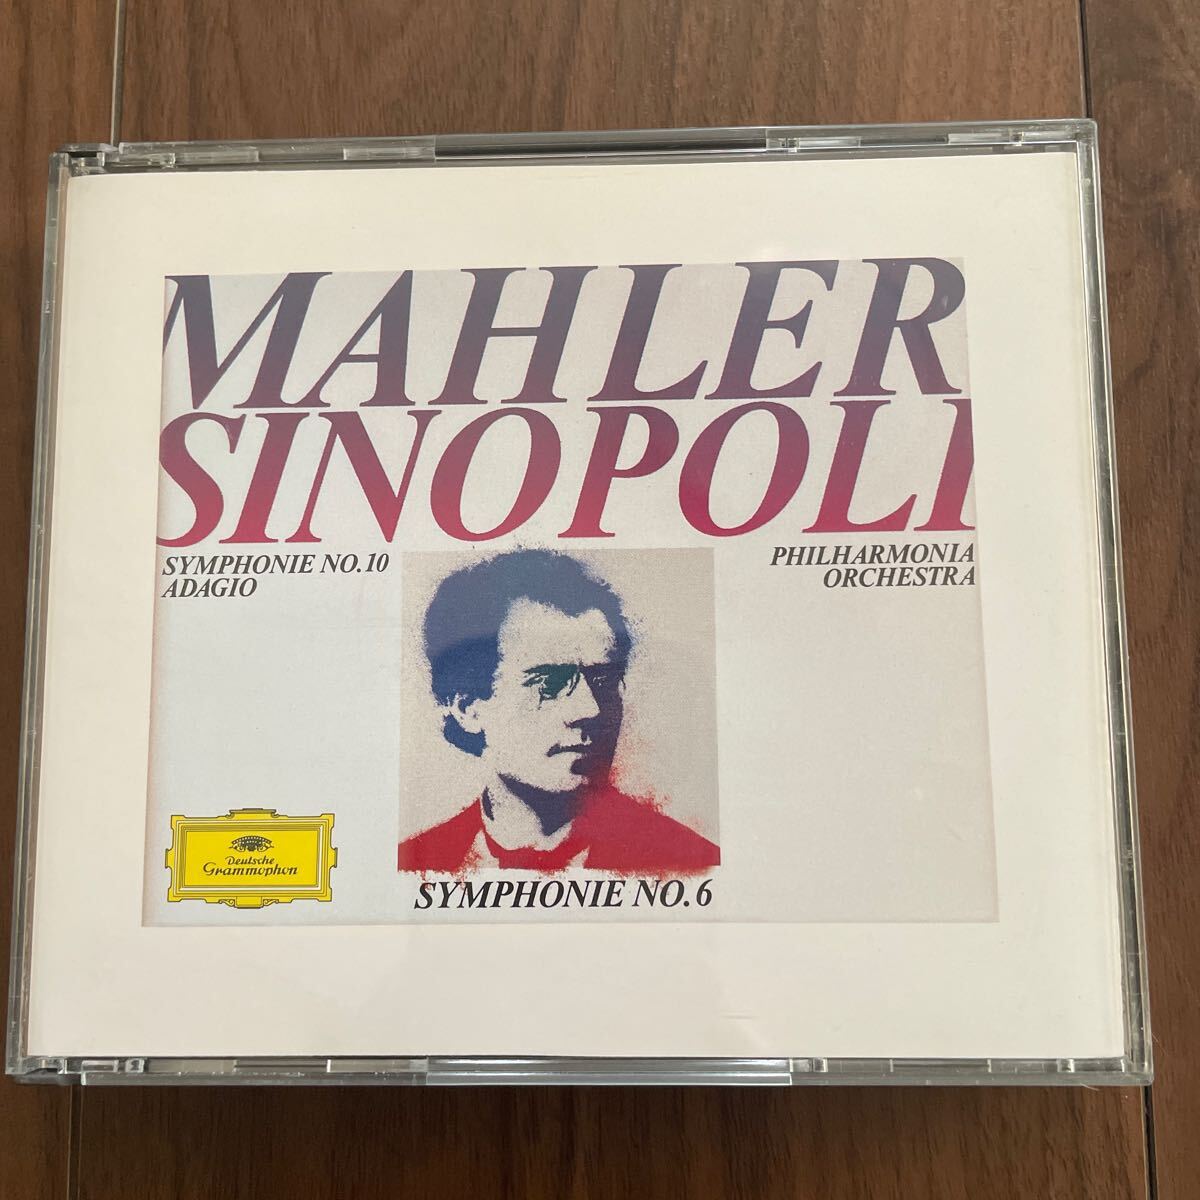 MAHLER
SINOPOLI
SYMPHONIE NO.10
ADAGIO
PHILHARMONIA
ORCHESTRA
Deutsche
Grammophon
SYMPHONIE NO.6